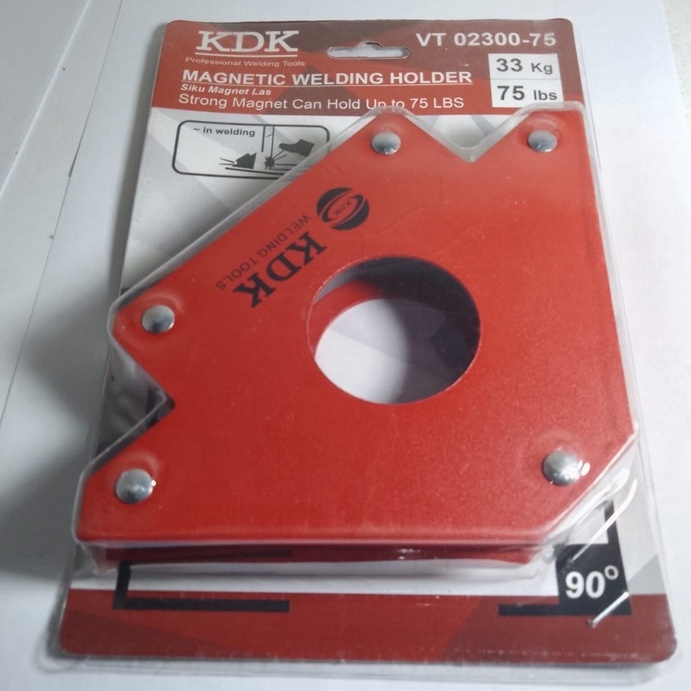 KDK
Professional Welding Tools
VT 02300-75
MAGNETIC WELDING HOLDER
Siku Magnet Las
Strong Magnet Can Hold Up to 75 LBS
33 Kg
75 lbs
– in welding
KDK
WELDING TOOLS
90°